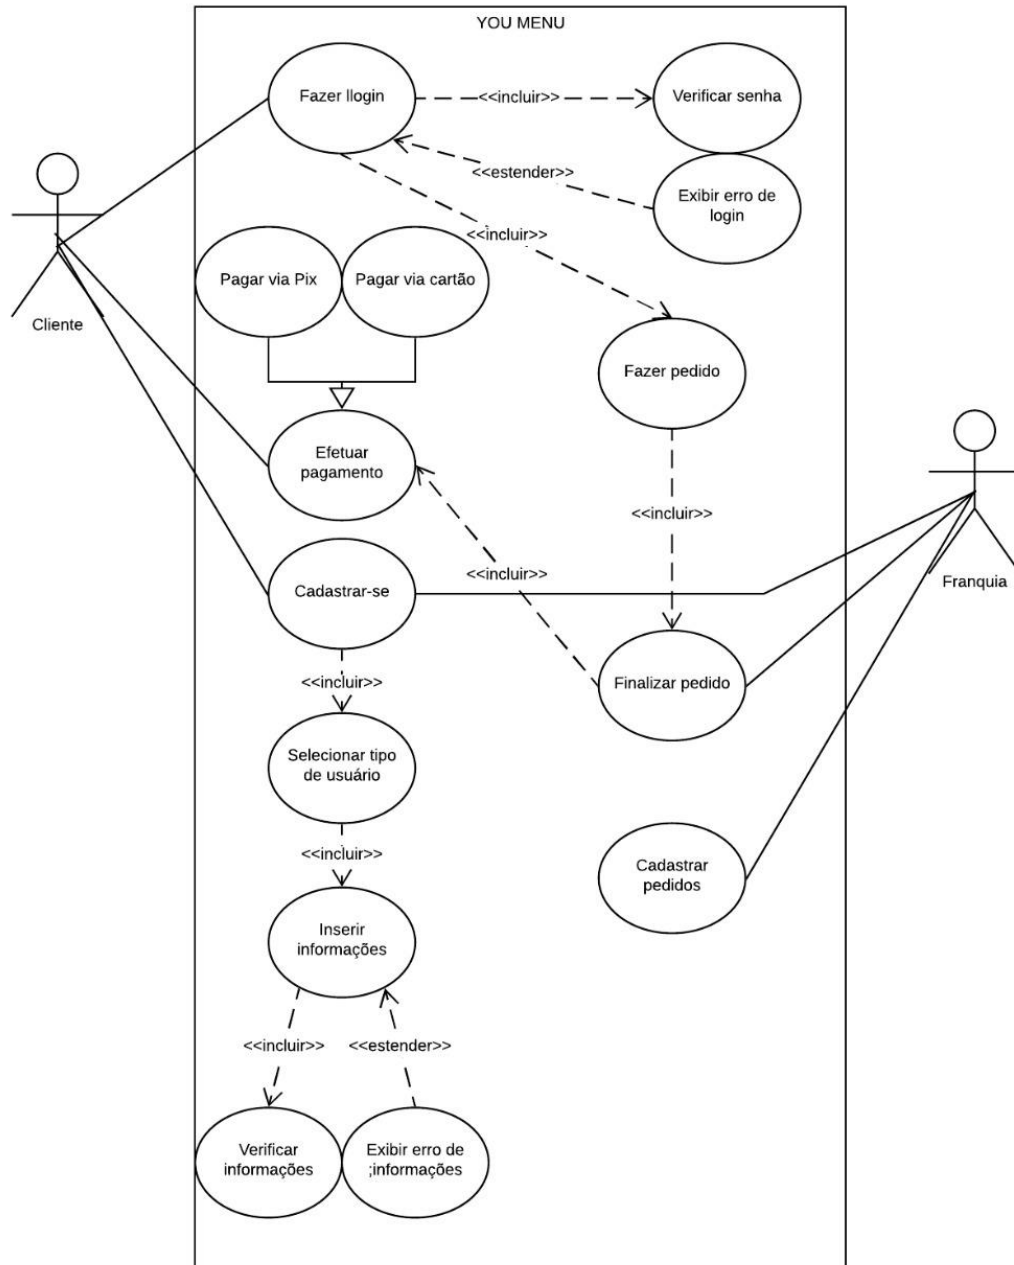 YOU MENU
Fazer llogin
<<incluir>>
Verificar senha
<<estender>>
Exibir erro de
login
<<incluir>>
Pagar via Pix
Pagar via cartão
Cliente
Fazer pedido
Efetuar
pagamento
<<incluir>>
<<incluir>>
Cadastrar-se
Franquia
<<incluir>>
Finalizar pedido
Selecionar tipo
de usuário
<<incluir>>
Cadastrar
pedidos
Inserir
informações
<<incluir>>
<<estender>>
Verificar
informações
Exibir erro de
;informações